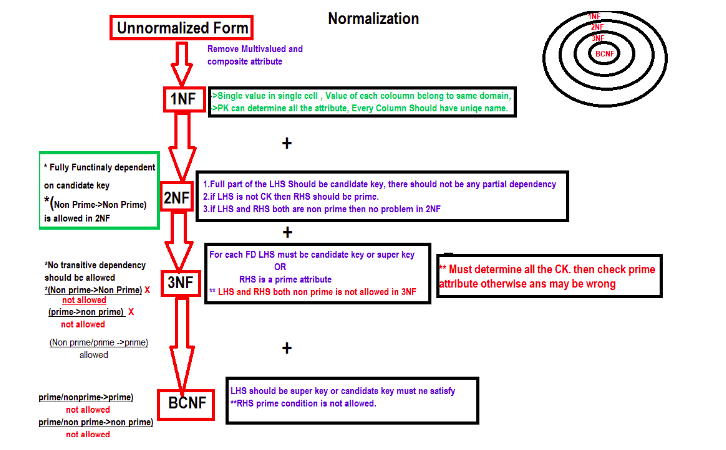 Normalization
Unnormalized Form
1NF
2NF
3NF
BCNF
Remove Multivalued and
composite attribute
1NF
->Single value in single cell , Value of each coloumn belong to same domain,
->PK can determine all the attribute, Every Column Should have uniqe name.
+
* Fully Functinaly dependent
on candidate key
*(Non Prime->Non Prime)
is allowed in 2NF
2NF
1.Full part of the LHS Should be candidate key, there should not be any partial dependency
2.if LHS is not CK then RHS should be prime.
3.if LHS and RHS both are non prime then no problem in 2NF
+
*No transitive dependency
should be allowed
*(Non prime->Non Prime) X
not allowed
(prime->non prime) X
not allowed
(Non prime/prime ->prime)
allowed
3NF
For each FD LHS must be candidate key or super key
OR
RHS is a prime attribute
** LHS and RHS both non prime is not allowed in 3NF
** Must determine all the CK. then check prime
attribute otherwise ans may be wrong
+
prime/nonprime->prime)
not allowed
prime/non prime->non prime)
not allowed
BCNF
LHS should be super key or candidate key must ne satisfy
**RHS prime condition is not allowed.